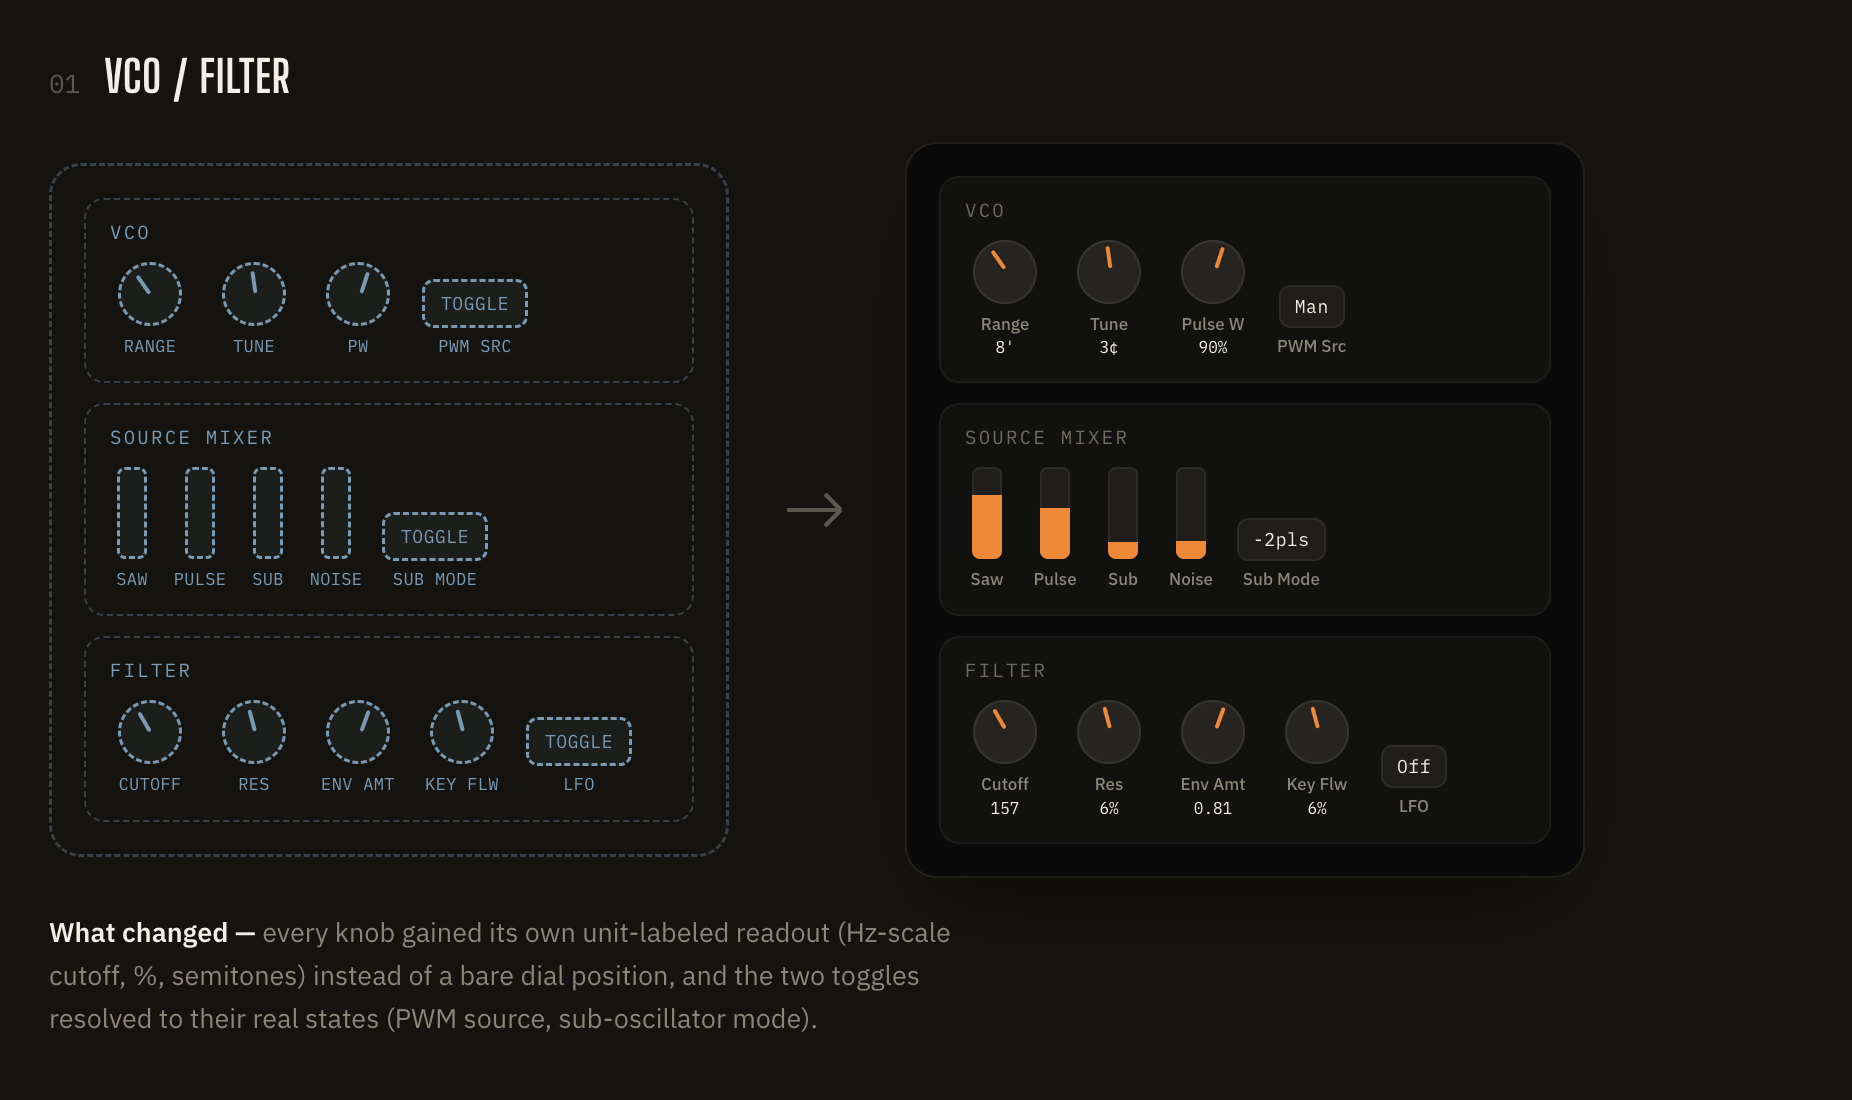 01 VCO / FILTER
VCO
TOGGLE
RANGE TUNE PW PWM SRC
SOURCE MIXER
TOGGLE
SAW PULSE SUB NOISE SUB MODE
FILTER
TOGGLE
CUTOFF RES ENV AMT KEY FLW LFO
VCO
Man
Range Tune Pulse W PWM Src
8' 3¢ 90%
SOURCE MIXER
-2pls
Saw Pulse Sub Noise Sub Mode
FILTER
Off
Cutoff Res Env Amt Key Flw LFO
157 6% 0.81 6%
What changed — every knob gained its own unit-labeled readout (Hz-scale
cutoff, %, semitones) instead of a bare dial position, and the two toggles
resolved to their real states (PWM source, sub-oscillator mode).